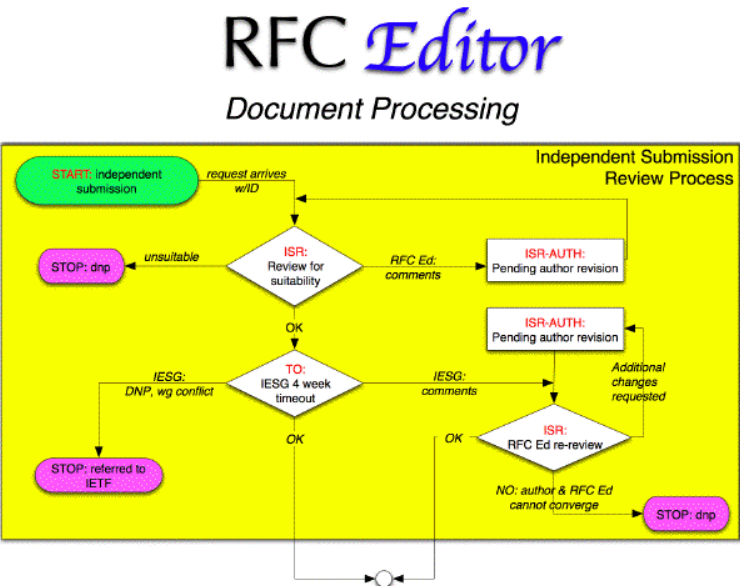 RFC Editor
Document Processing
Independent Submission
Review Process
START: independent
submission
request arrives
w/ID
STOP: dnp
unsuitable
ISR:
Review for
suitability
RFC Ed:
comments
ISR-AUTH:
Pending author revision
OK
ISR-AUTH:
Pending author revision
IESG:
DNP, wg conflict
TO:
IESG 4 week
timeout
IESG:
comments
Additional
changes
requested
OK
OK
ISR:
RFC Ed re-review
STOP: referred to
IETF
NO: author & RFC Ed
cannot converge
STOP: dnp